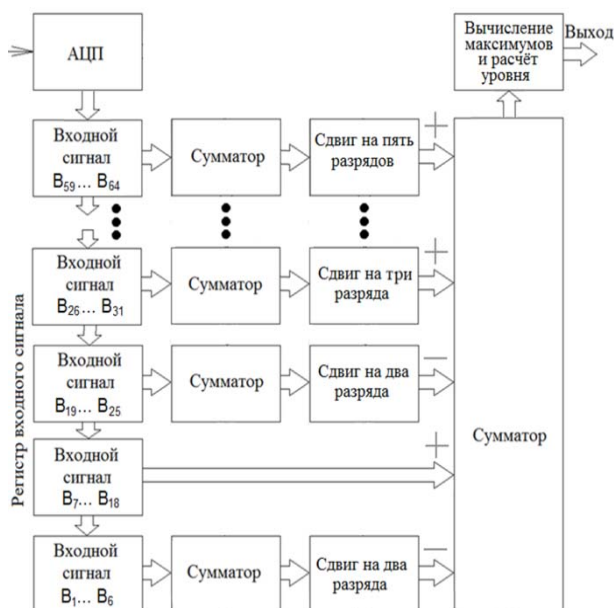 АЦП
Вычисление
максимумов
и расчёт
уровня
Выход
Входной
сигнал
B59... B64
Сумматор
Сдвиг на пять
разрядов
+
Входной
сигнал
B26... B31
Сумматор
Сдвиг на три
разряда
+
Входной
сигнал
B19... B25
Сумматор
Сдвиг на два
разряда
—
Сумматор
Входной
сигнал
B7... B18
+
Входной
сигнал
B1... B6
Сумматор
Сдвиг на два
разряда
—
Регистр входного сигнала